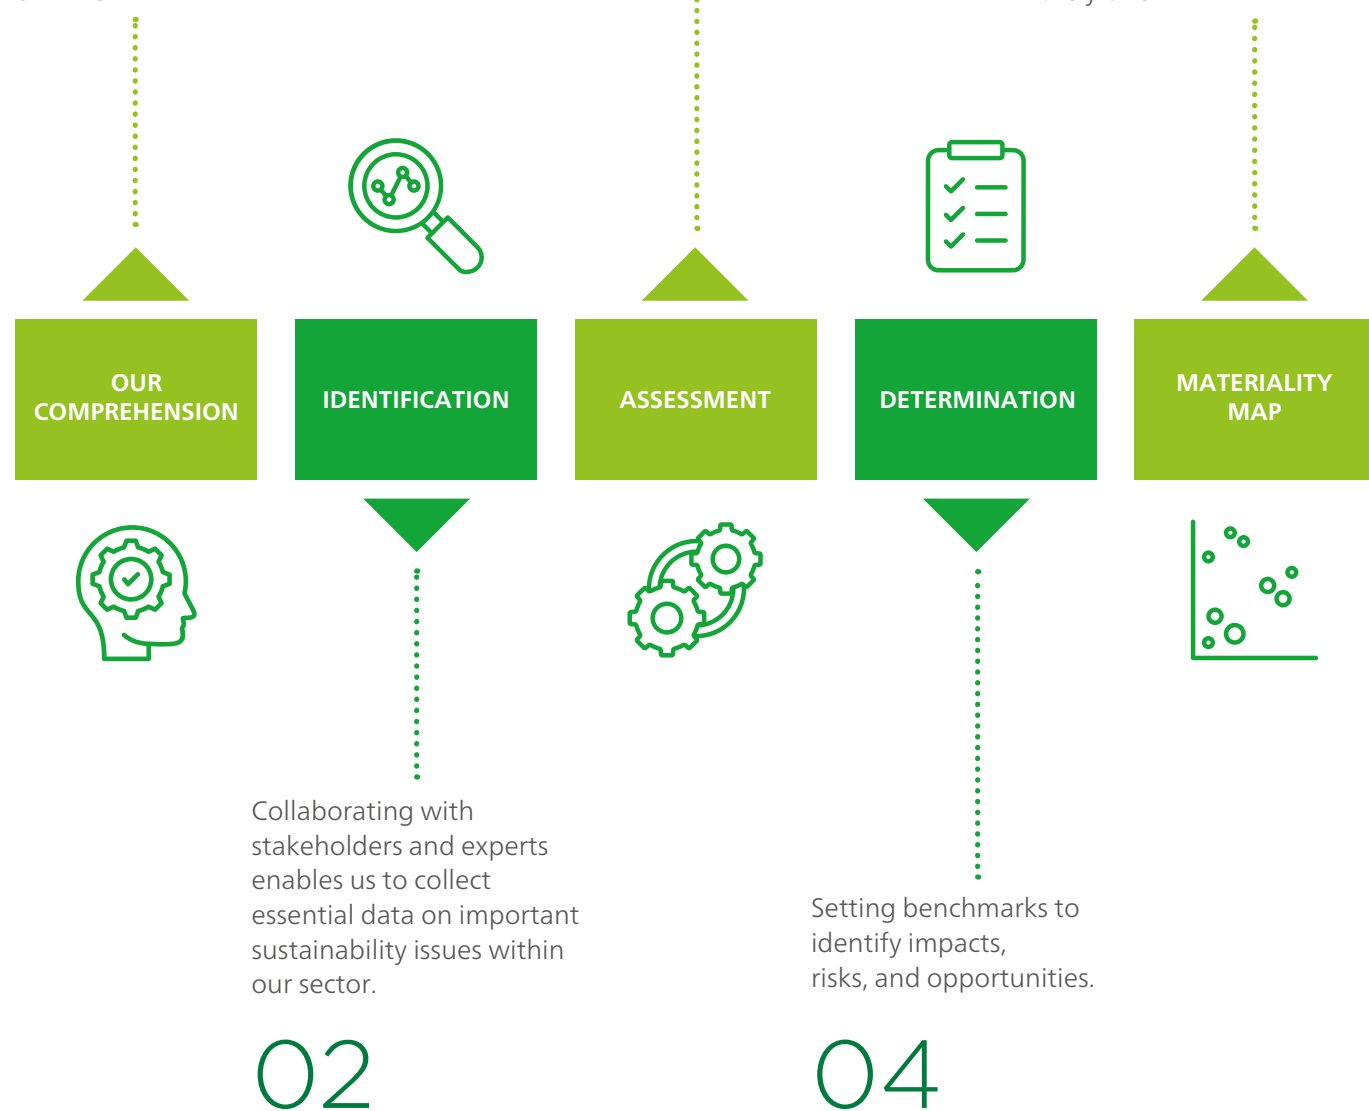 OUR
COMPREHENSION
IDENTIFICATION
ASSESSMENT
DETERMINATION
MATERIALITY
MAP
Collaborating with
stakeholders and experts
enables us to collect
essential data on important
sustainability issues within
our sector.
02
Setting benchmarks to
identify impacts,
risks, and opportunities.
04